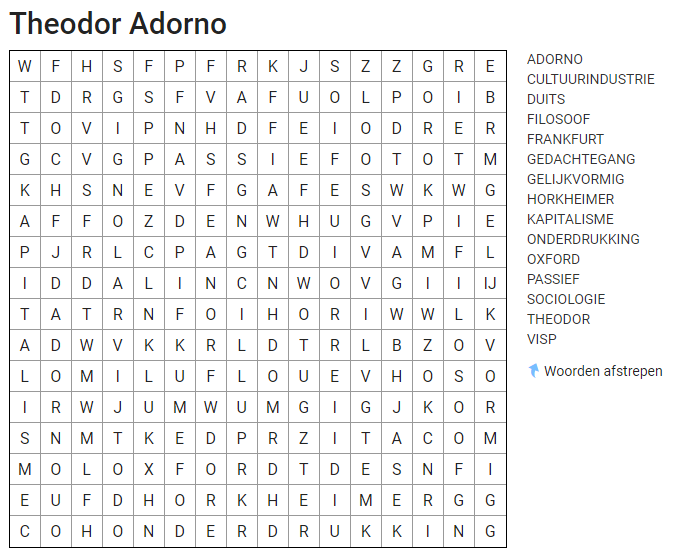 Theodor Adorno
W F H S F P F R K J S Z Z G R E
T D R G S F V A F U O L P O I B
T O V I P N H D F E I O D R E R
G C V G P A S S I E F O T O T M
K H S N E V F G A F E S W K W G
A F F O Z D E N W H U G V P I E
P J R L C P A G T D I V A M F L
I D D A L I N C N W O V G I I IJ
T A T R N F O I H O R I W W L K
A D W V K K R L D T R L B Z O V
L O M I L U F L O U E V H O S O
I R W J U M W U M G I G J K O R
S N M T K E D P R Z I T A C O M
M O L O X F O R D T D E S N F I
E U F D H O R K H E I M E R G G
C O H O N D E R D R U K K I N G
ADORNO
CULTUURINDUSTRIE
DUITS
FILOSOOF
FRANKFURT
GEDACHTEGANG
GELIJKVORMIG
HORKHEIMER
KAPITALISME
ONDERDRUKKING
OXFORD
PASSIEF
SOCIOLOGIE
THEODOR
VISP
Woorden afstrepen